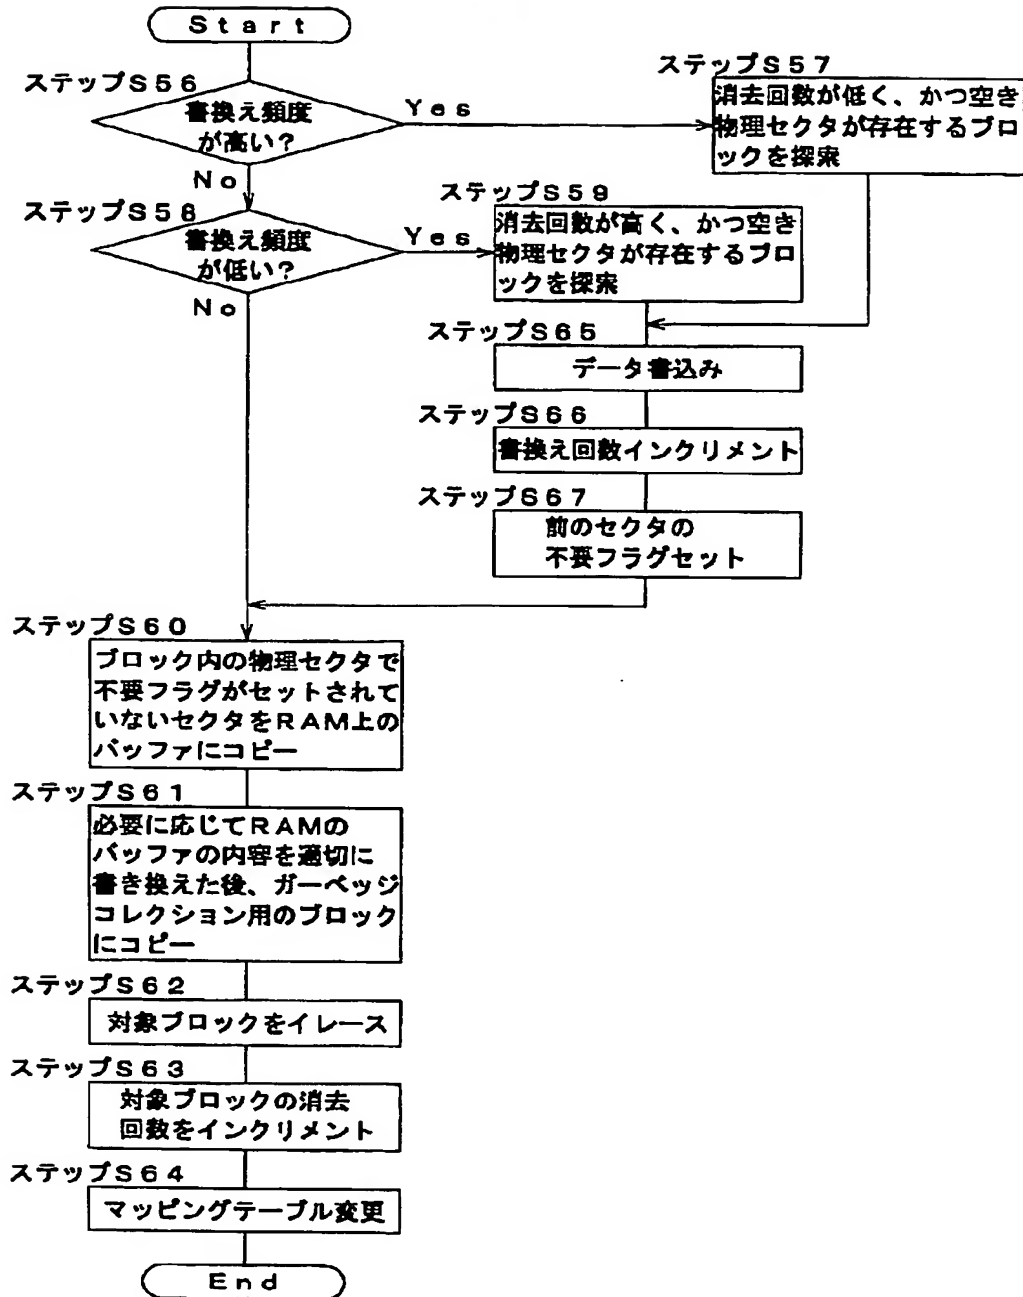 Start
ステップS56
書換え頻度
が高い?
Yes
ステップS57
消去回数が低く、かつ空き
物理セクタが存在するブロ
ックを探索
No
ステップS58
書換え頻度
が低い?
Yes
ステップS59
消去回数が高く、かつ空き
物理セクタが存在するブロ
ックを探索
No
ステップS65
データ書込み
ステップS66
書換え回数インクリメント
ステップS67
前のセクタの
不要フラグセット
ステップS60
ブロック内の物理セクタで
不要フラグがセットされて
いないセクタをRAM上の
バッファにコピー
ステップS61
必要に応じてRAMの
バッファの内容を適切に
書き換えた後、ガーベッジ
コレクション用のブロック
にコピー
ステップS62
対象ブロックをイレース
ステップS63
対象ブロックの消去
回数をインクリメント
ステップS64
マッピングテーブル変更
End